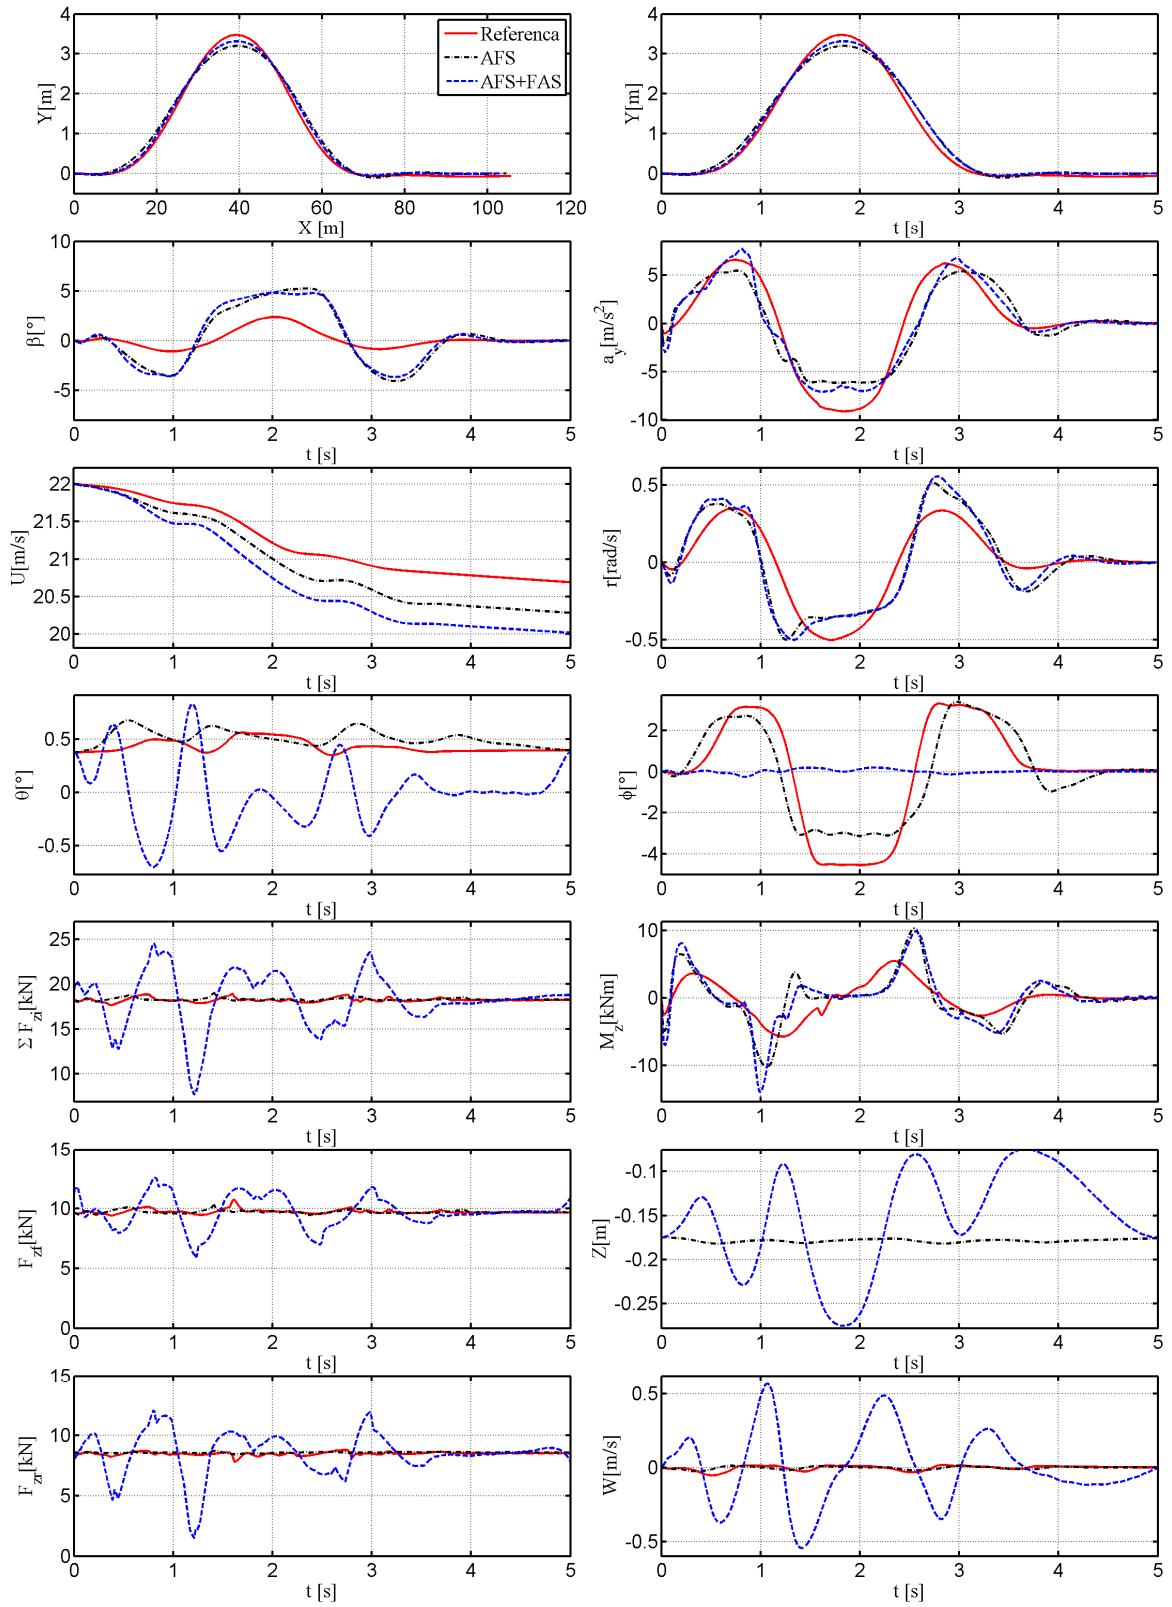 4
3
2
1
0
Y[m]
0 20 40 60 80 100 120
X [m]
Referenca
AFS
AFS+FAS
4
3
2
1
0
Y[m]
0 1 2 3 4 5
t [s]
10
5
0
-5
β[°]
0 1 2 3 4 5
t [s]
5
0
-5
-10
a_y[m/s²]
0 1 2 3 4 5
t [s]
22
21.5
21
20.5
20
U[m/s]
0 1 2 3 4 5
t [s]
0.5
0
-0.5
r[rad/s]
0 1 2 3 4 5
t [s]
0.5
0
-0.5
θ[°]
0 1 2 3 4 5
t [s]
2
0
-2
-4
ϕ[°]
0 1 2 3 4 5
t [s]
25
20
15
10
Σ F_zi[kN]
0 1 2 3 4 5
t [s]
10
0
-10
M_z[kNm]
0 1 2 3 4 5
t [s]
15
10
5
0
F_zf[kN]
0 1 2 3 4 5
t [s]
-0.1
-0.15
-0.2
-0.25
Z[m]
0 1 2 3 4 5
t [s]
15
10
5
0
F_zr[kN]
0 1 2 3 4 5
t [s]
0.5
0
-0.5
W[m/s]
0 1 2 3 4 5
t [s]